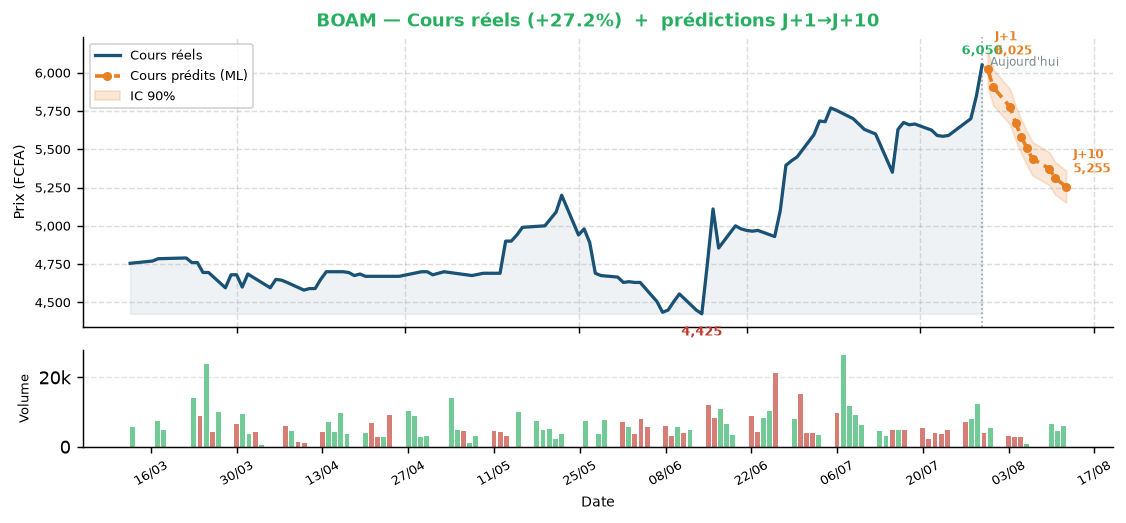 BOAM — Cours réels (+27.2%)  +  prédictions J+1→J+10
Cours réels
Cours prédits (ML)
IC 90%
J+1
6,050
6,025
Aujourd'hui
J+10
5,255
4,425
Prix (FCFA)
6,000
5,750
5,500
5,250
5,000
4,750
4,500
Volume
20k
0
16/03
30/03
13/04
27/04
11/05
25/05
08/06
22/06
06/07
20/07
03/08
17/08
Date